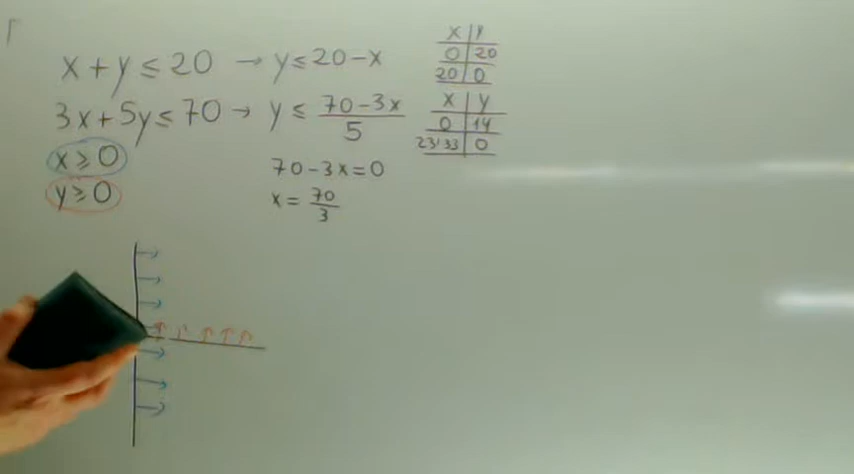 x + y ≤ 20 → y ≤ 20 - x
3x + 5y ≤ 70 → y ≤ (70 - 3x)/5
x ≥ 0
y ≥ 0
70 - 3x = 0
x = 70/3
x | y
0 | 20
20 | 0
x | y
0 | 14
23'33 | 0